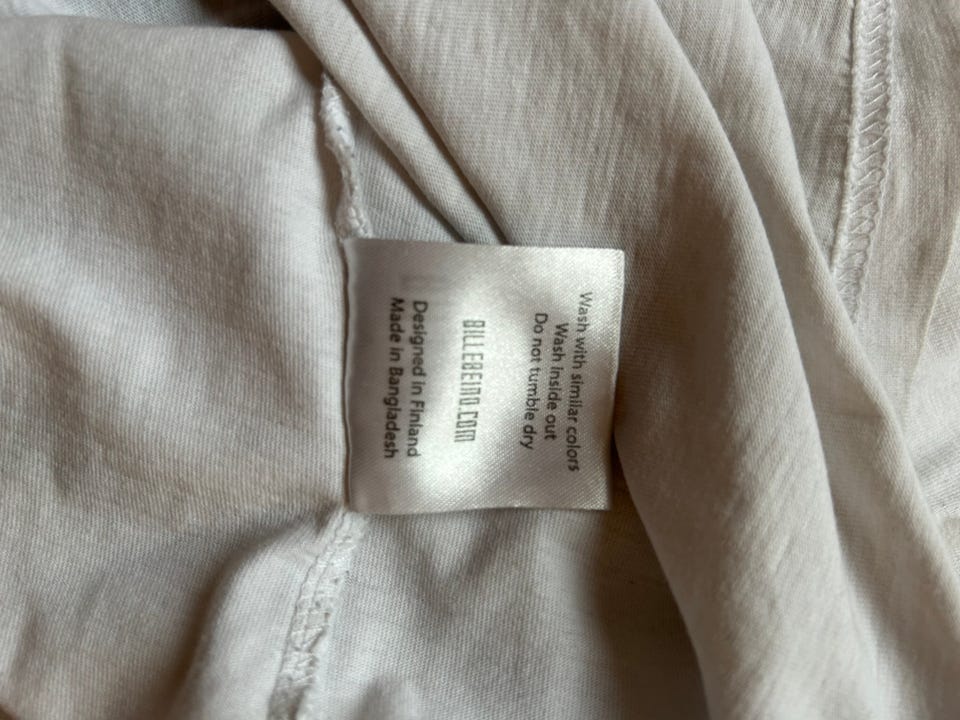 Wash with similar colors
Wash inside out
Do not tumble dry
BILLEBEINO.COM
Designed in Finland
Made in Bangladesh